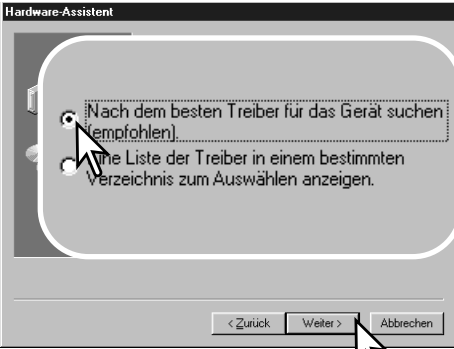 Hardware-Assistent
Nach dem besten Treiber für das Gerät suchen
(empfohlen).
Liste der Treiber in einem bestimmten
Verzeichnis zum Auswählen anzeigen.
< Zurück Weiter > Abbrechen